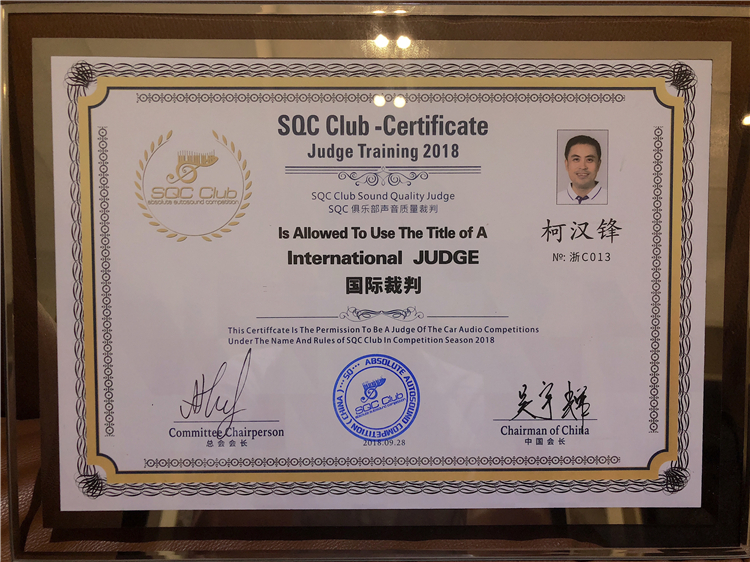 SQC Club -Certificate
Judge Training 2018
SQC Club Sound Quality Judge
SQC 俱乐部声音质量裁判
Is Allowed To Use The Title of A
International JUDGE
国际裁判
SQC Club
absolute autosound competition
柯汉锋
№: 浙C013
This Certiffcate Is The Permission To Be A Judge Of The Car Audio Competitions
Under The Name And Rules of SQC Club In Competition Season 2018
ABSOLUTE AUTOSOUND COMPETITION (CHINA)
SQC Club
2018.09.28
Committee Chairperson
总会会长
Chairman of China
中国会长